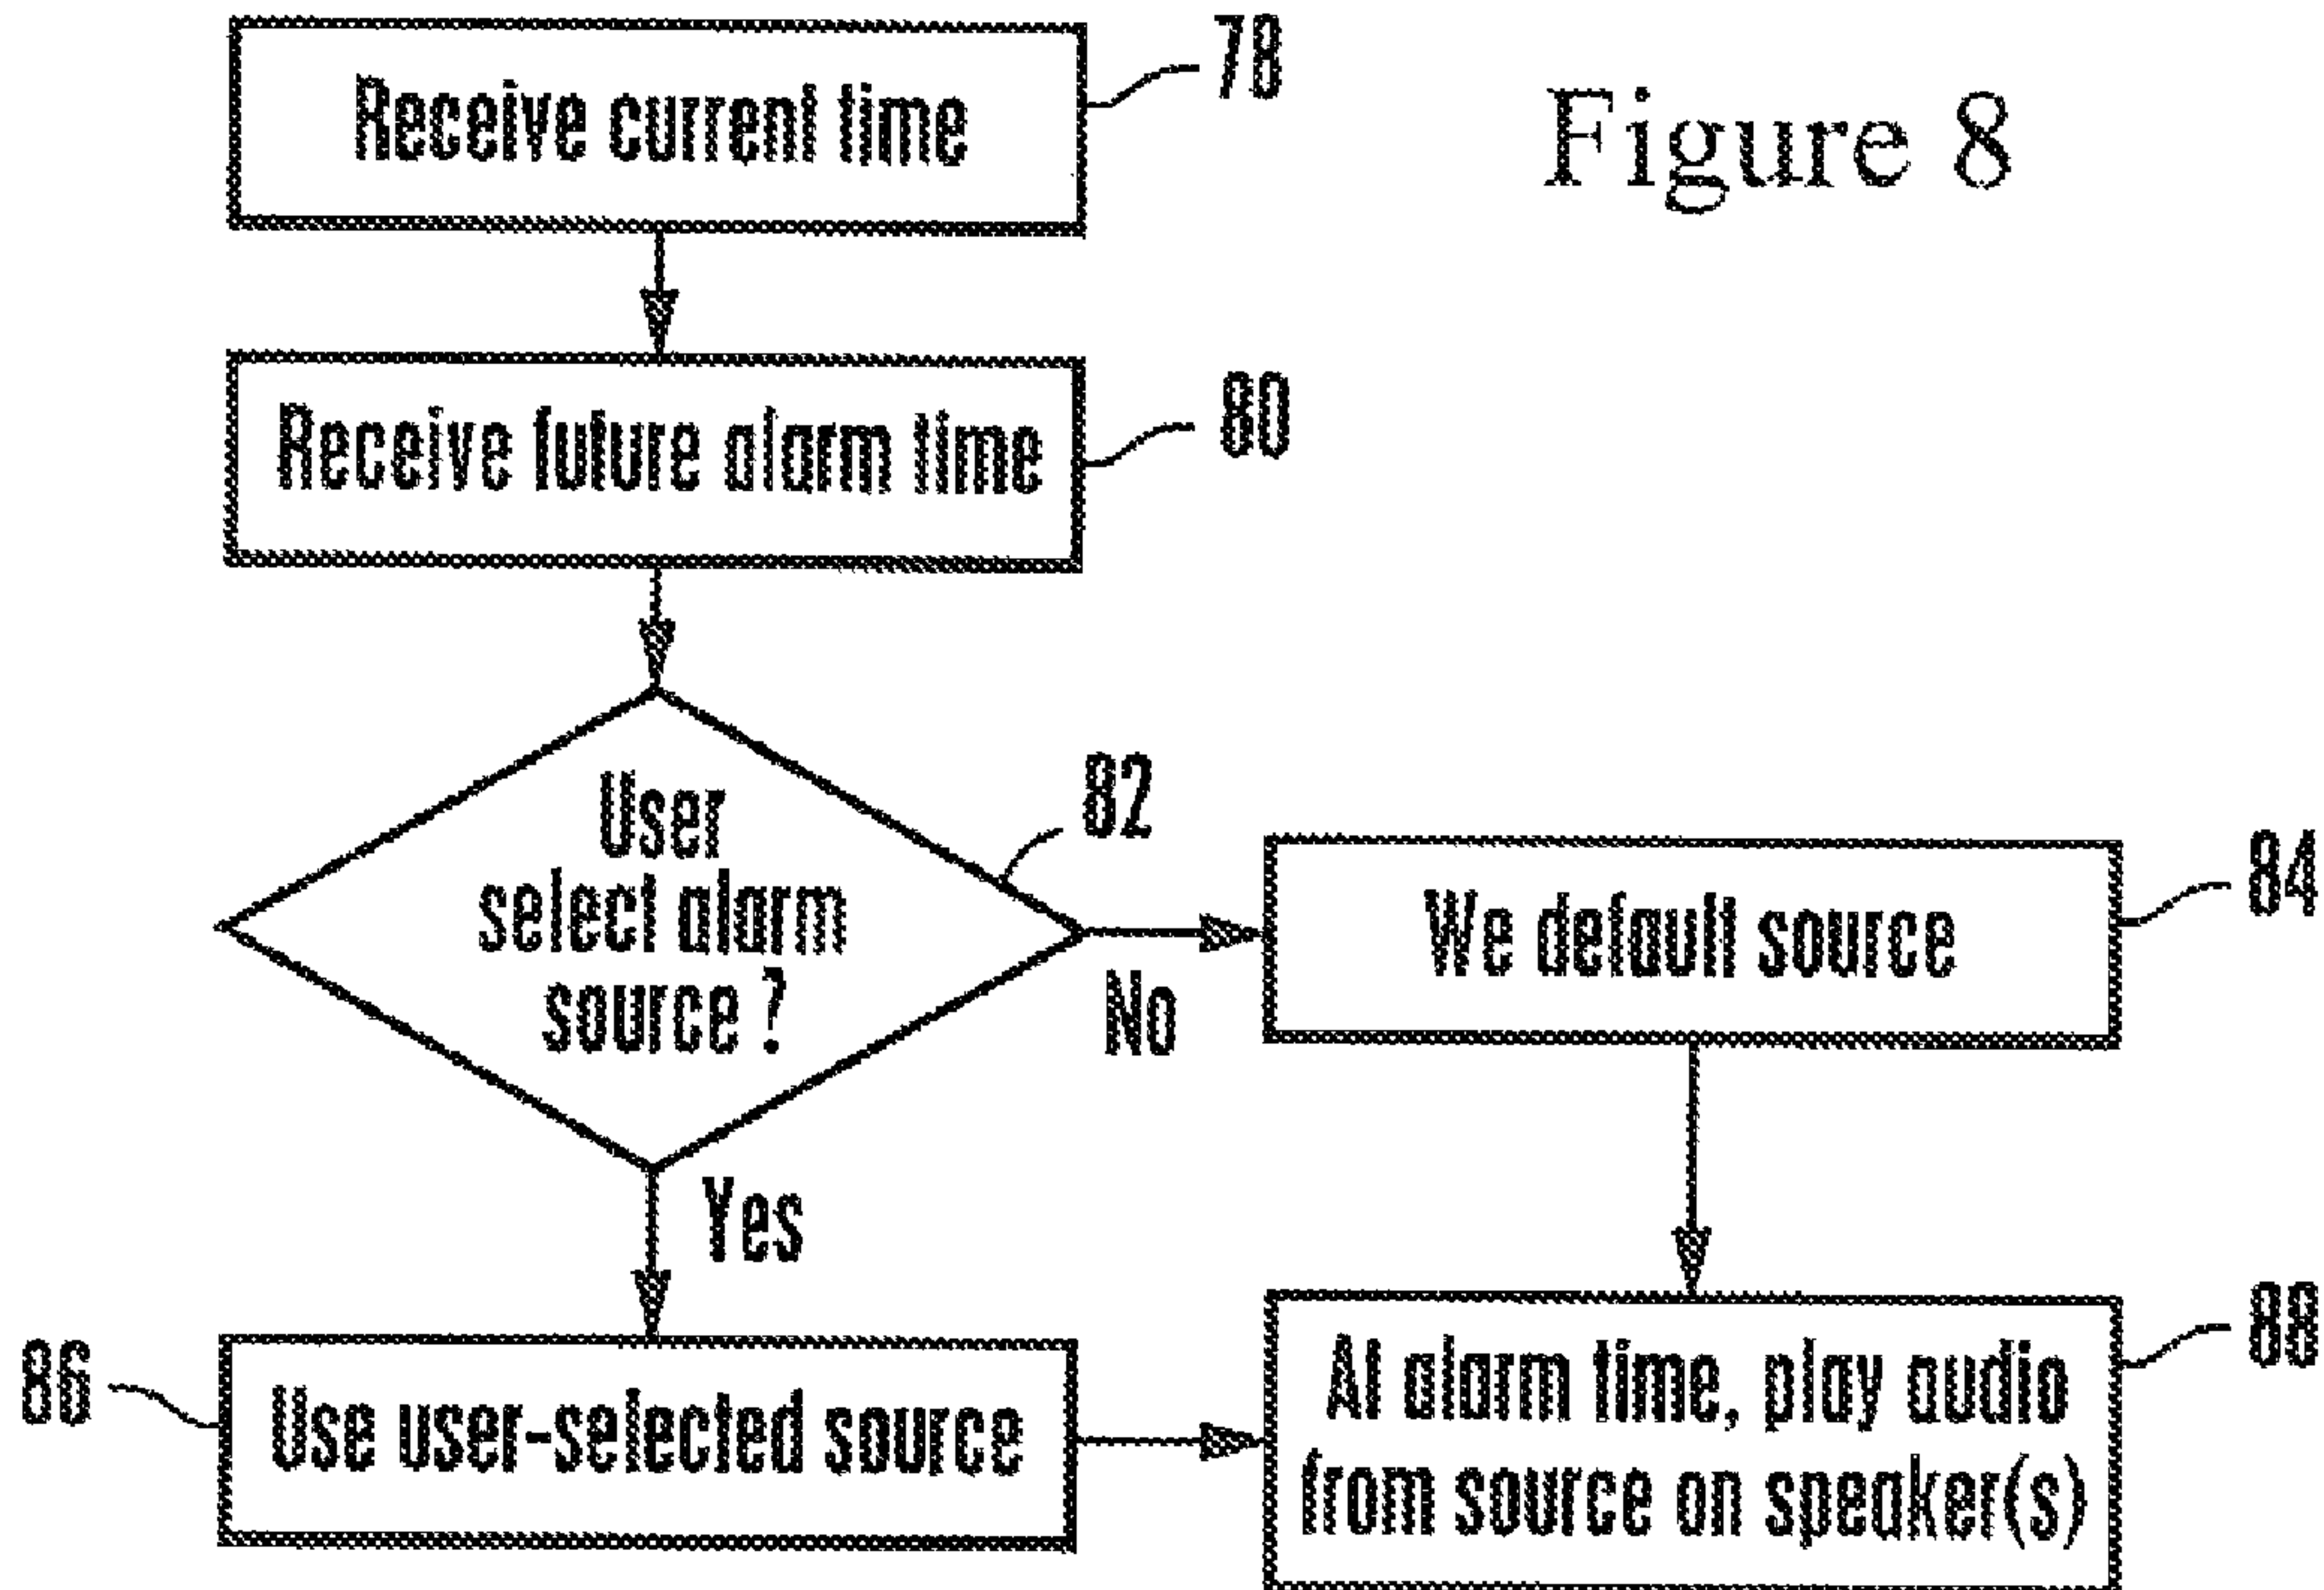 Figure 8
Receive current time
78
Receive future alarm time
80
User
select alarm
source ?
82
No
We default source
84
Yes
86
Use user-selected source
At alarm time, play audio
from source on speaker(s)
88